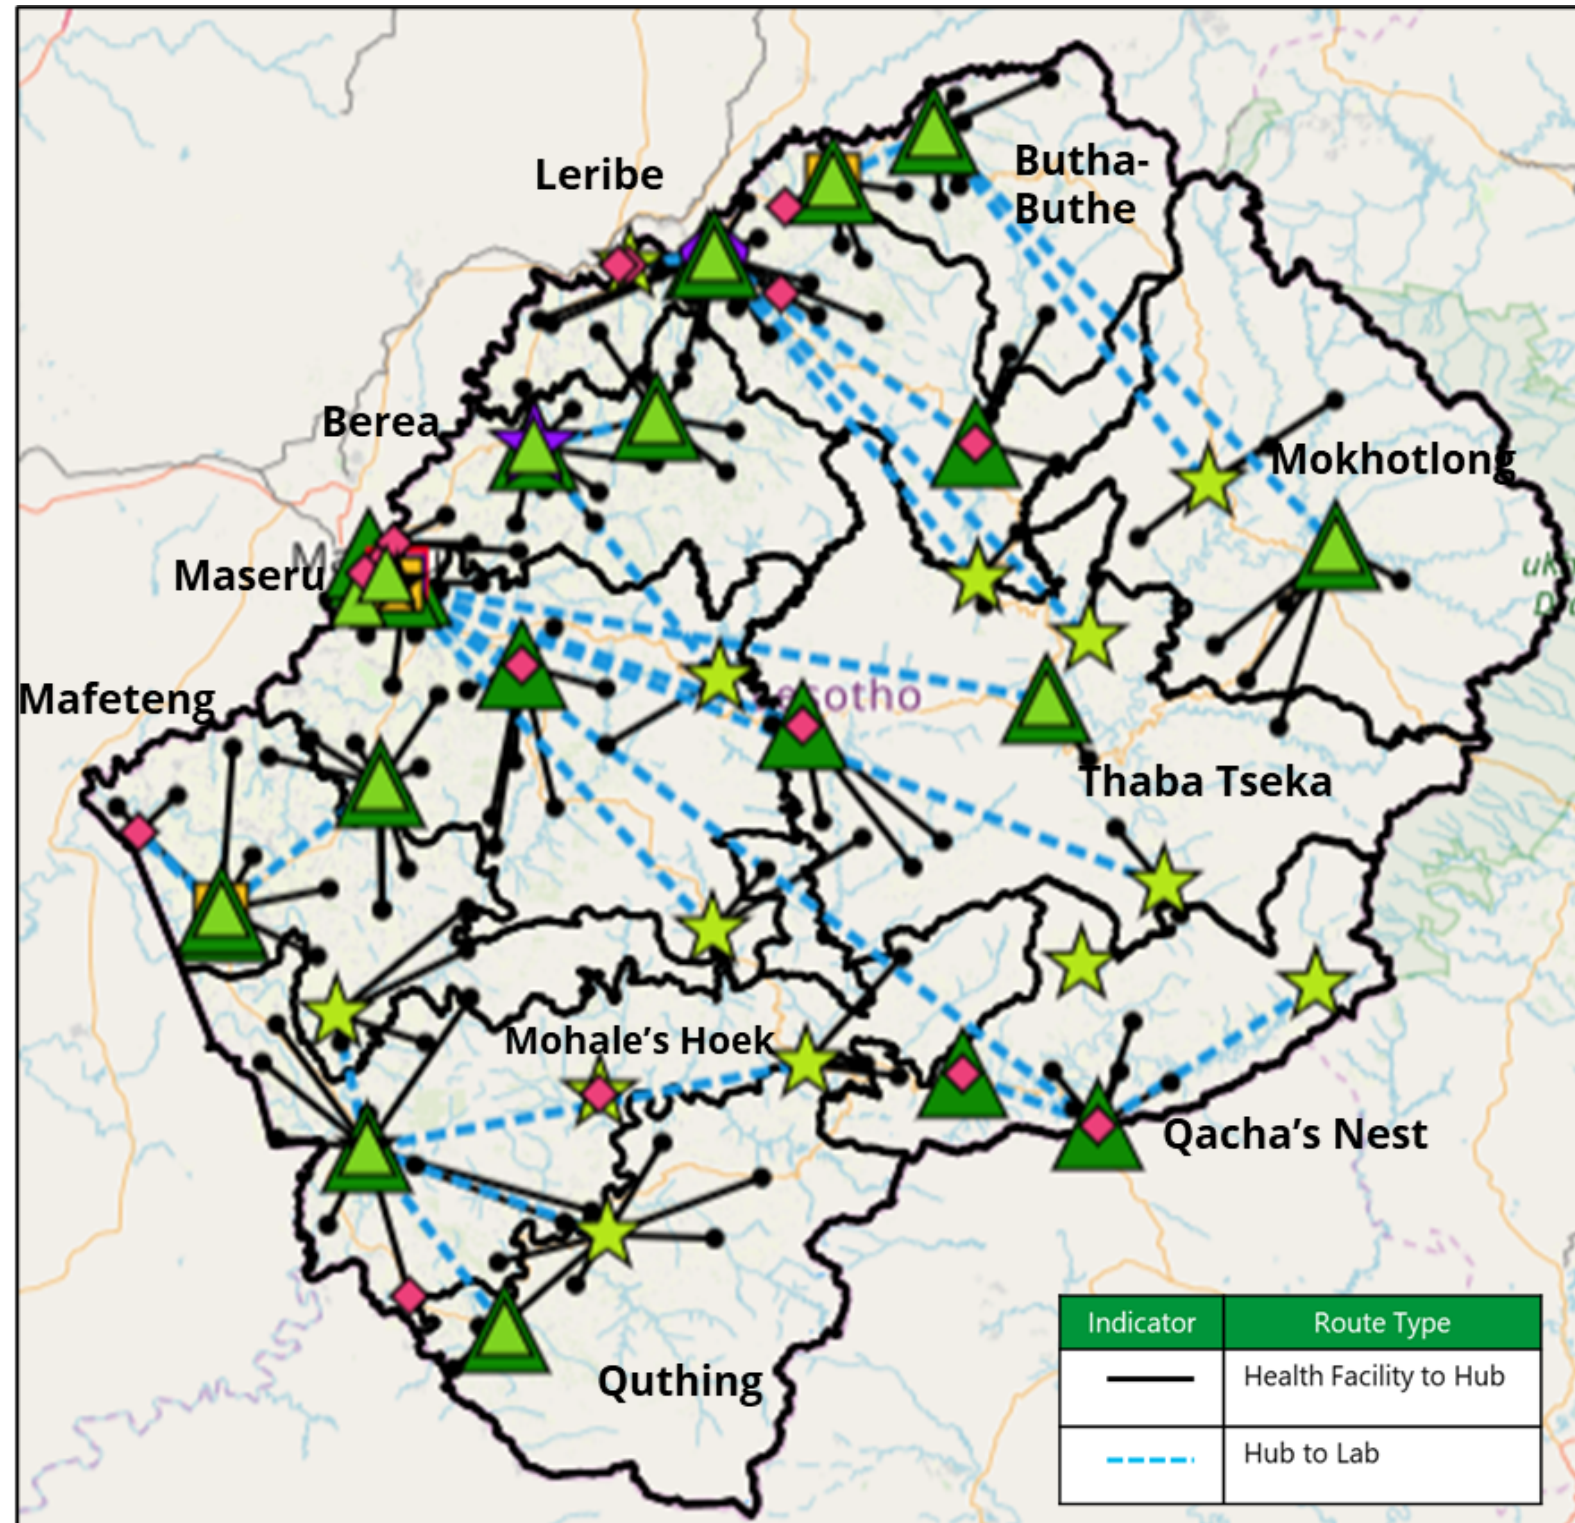 Butha-
Buthe
Leribe
Berea
Mokhotlong
Maseru
Mafeteng
esotho
Thaba Tseka
Mohale’s Hoek
Qacha’s Nest
Quthing
Indicator Route Type
Health Facility to Hub
Hub to Lab